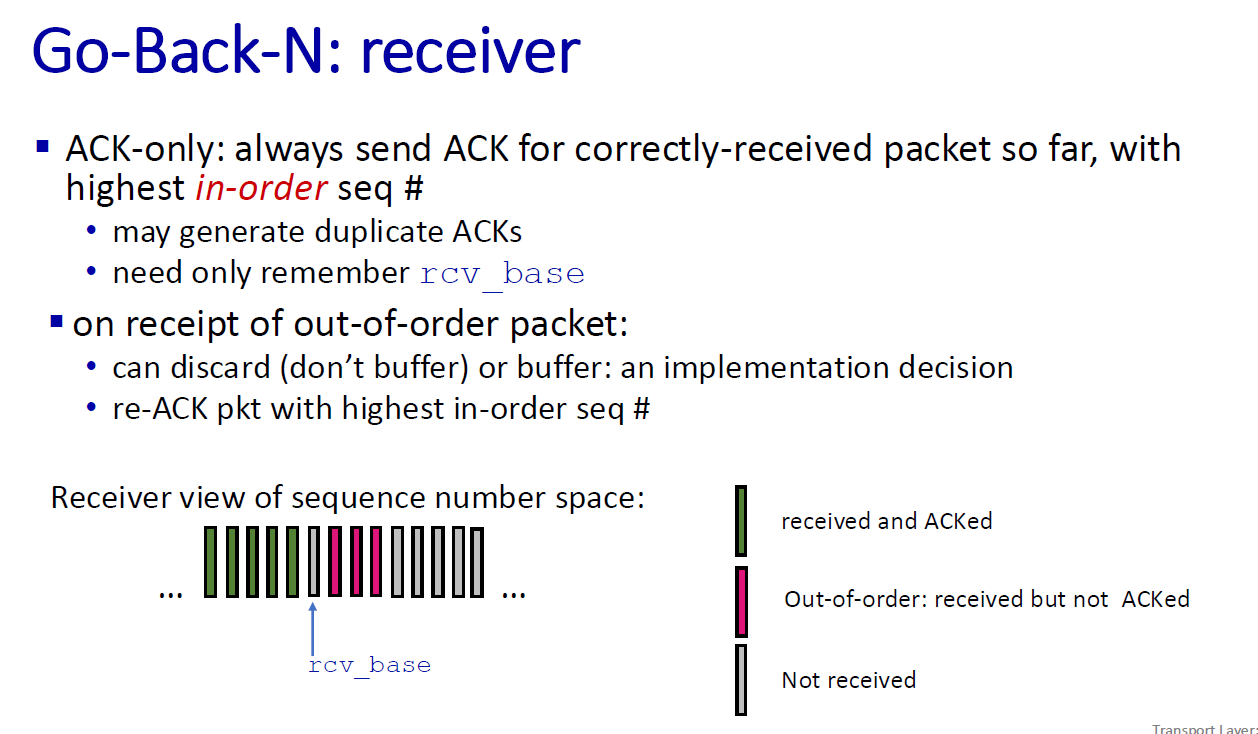 Go-Back-N: receiver
▪ ACK-only: always send ACK for correctly-received packet so far, with
highest in-order seq #
• may generate duplicate ACKs
• need only remember rcv_base
▪ on receipt of out-of-order packet:
• can discard (don’t buffer) or buffer: an implementation decision
• re-ACK pkt with highest in-order seq #
Receiver view of sequence number space:
... ...
rcv_base
received and ACKed
Out-of-order: received but not ACKed
Not received
Transport Layer: